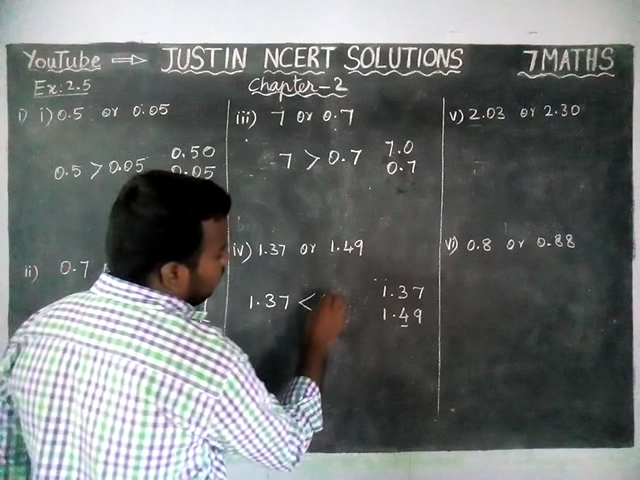 YouTube ⇒ JUSTIN NCERT SOLUTIONS 7 MATHS
Ex: 2.5 Chapter-2
1) i) 0.5 or 0.05
0.50
0.5 > 0.05 0.05
ii) 0.7
iii) 7 or 0.7
7 > 0.7 7.0
0.7
iv) 1.37 or 1.49
1.37 < 1.37
1.49
v) 2.03 or 2.30
vi) 0.8 or 0.88